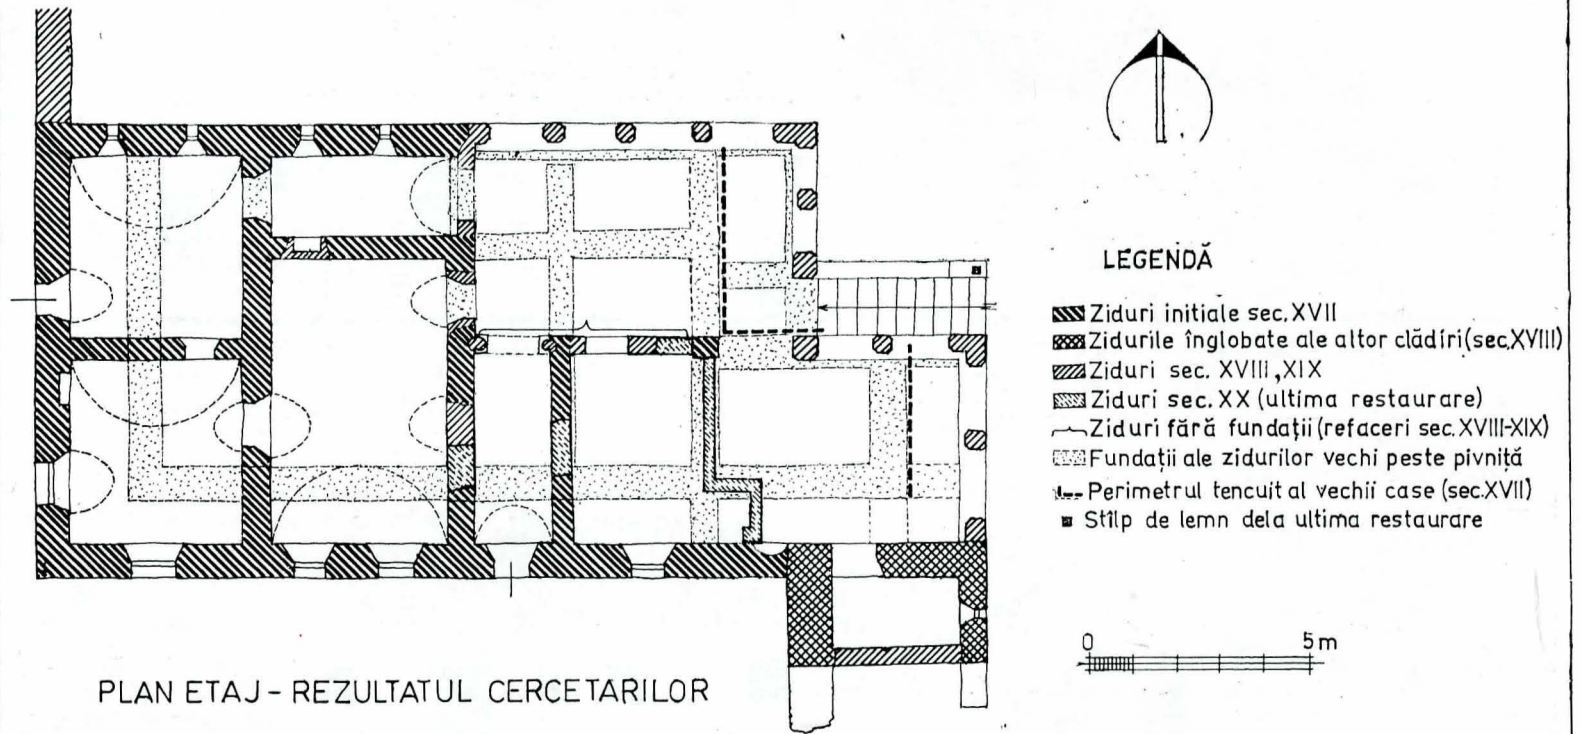 LEGENDĂ
Ziduri initiale sec. XVII
Zidurile înglobate ale altor clădiri (sec. XVIII)
Ziduri sec. XVIII, XIX
Ziduri sec. XX (ultima restaurare)
Ziduri fără fundații (refaceri sec. XVIII-XIX)
Fundații ale zidurilor vechi peste pivniță
Perimetrul tencuit al vechii case (sec. XVII)
Stîlp de lemn dela ultima restaurare
0 5m
PLAN ETAJ - REZULTATUL CERCETARILOR